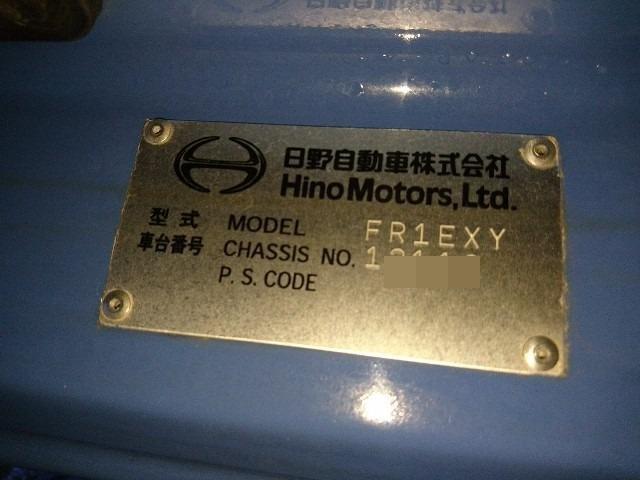 日野自動車株式会社
Hino Motors, Ltd.
型式 MODEL FR1EXY
車台番号 CHASSIS NO.
P. S. CODE